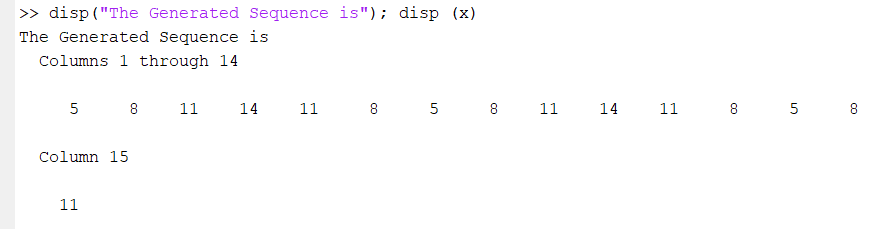 >> disp("The Generated Sequence is"); disp (x)
The Generated Sequence is
Columns 1 through 14
5 8 11 14 11 8 5 8 11 14 11 8 5 8
Column 15
11